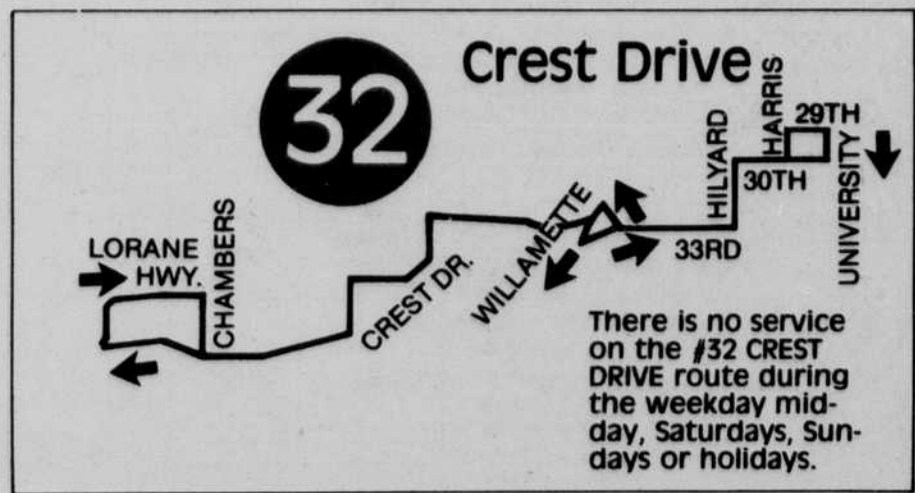 32
Crest Drive
LORANE
HWY.
CHAMBERS
CREST DR.
WILLAMETTE
33RD
HILYARD
30TH
HARRIS
29TH
UNIVERSITY
There is no service
on the #32 CREST
DRIVE route during
the weekday mid-
day, Saturdays, Sun-
days or holidays.